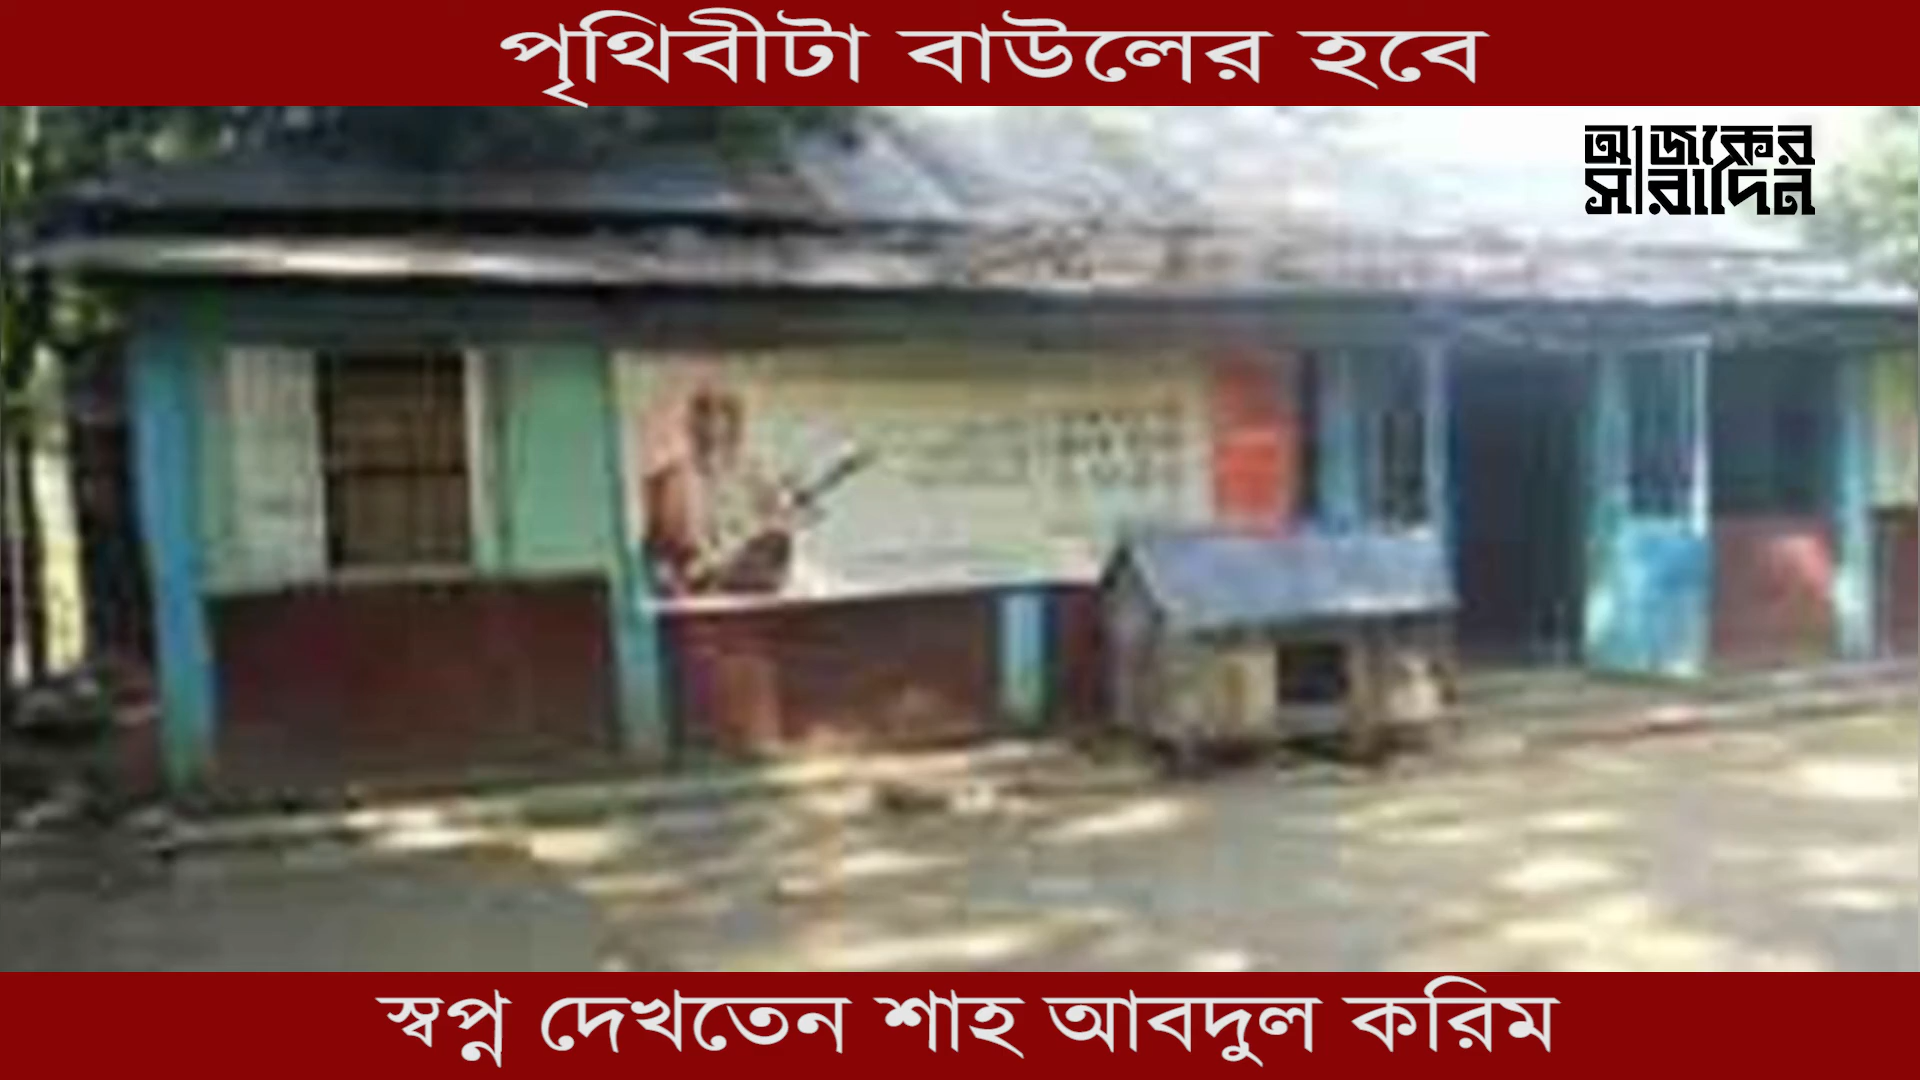 পৃথিবীটা বাউলের হবে
আজকের
সারাদিন
স্বপ্ন দেখতেন শাহ আবদুল করিম